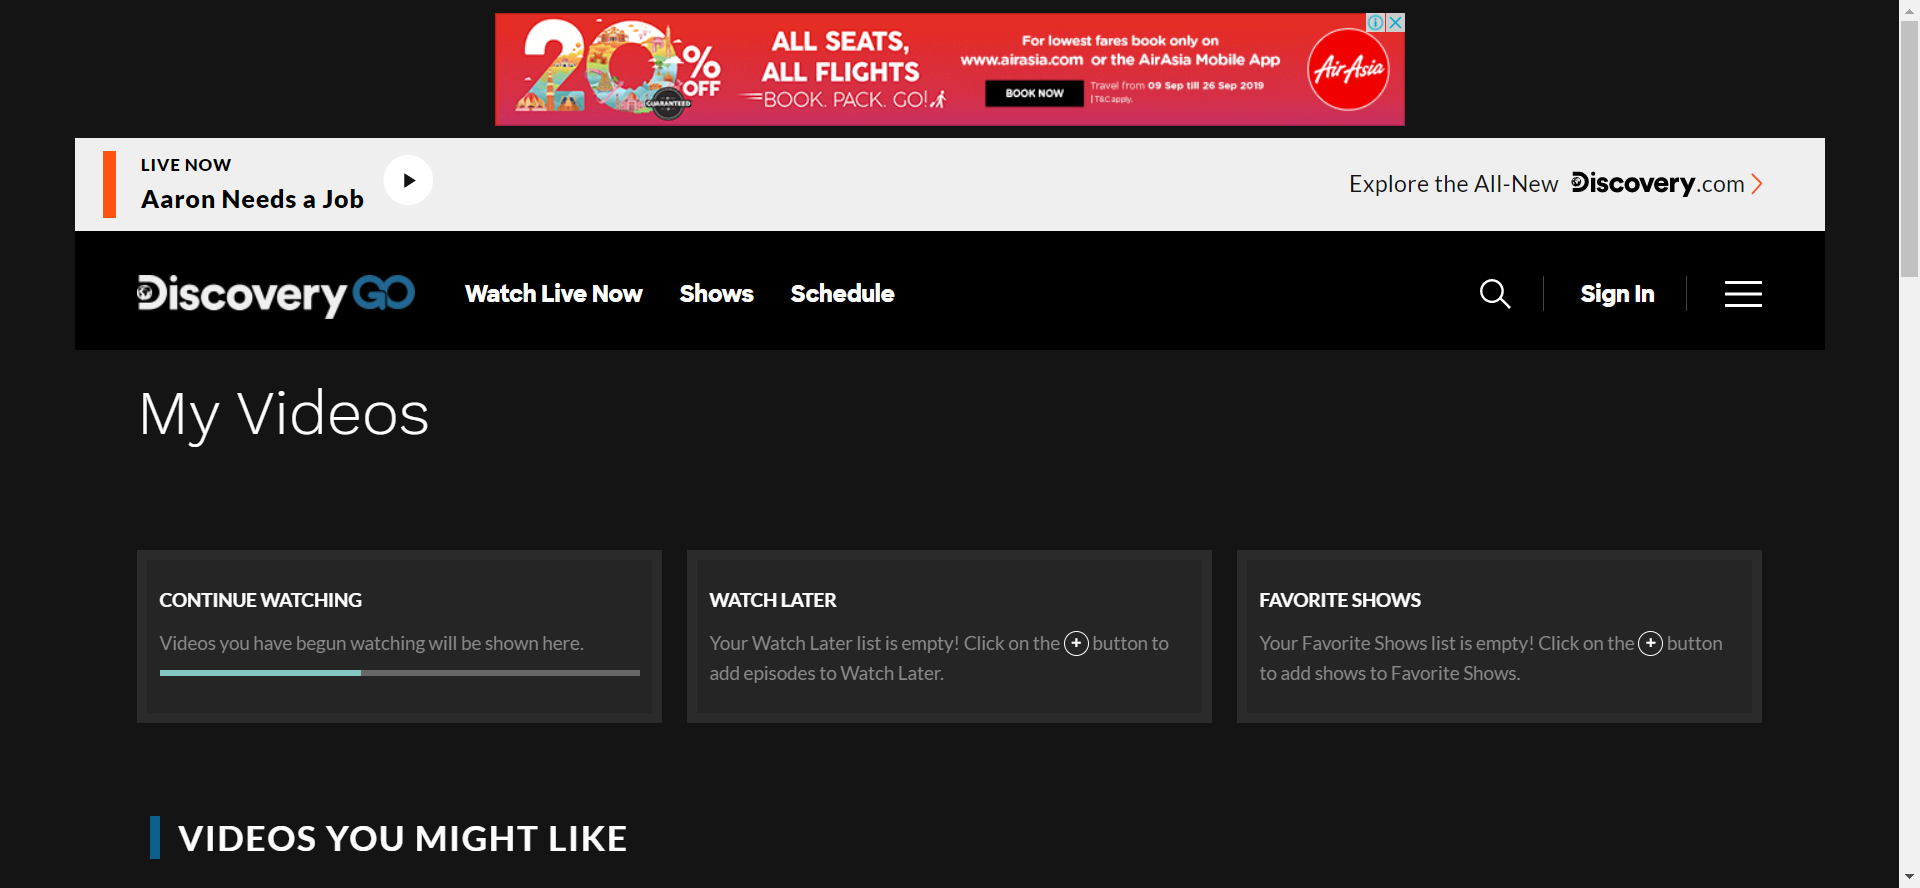 20% OFF
GUARANTEED
ALL SEATS,
ALL FLIGHTS
BOOK. PACK. GO!
For lowest fares book only on
www.airasia.com or the AirAsia Mobile App
BOOK NOW
Travel from 09 Sep till 26 Sep 2019
| T&C apply.
AirAsia
LIVE NOW
Aaron Needs a Job
Explore the All-New Discovery.com
Discovery GO
Watch Live Now
Shows
Schedule
Sign In
My Videos
CONTINUE WATCHING
Videos you have begun watching will be shown here.
WATCH LATER
Your Watch Later list is empty! Click on the + button to
add episodes to Watch Later.
FAVORITE SHOWS
Your Favorite Shows list is empty! Click on the + button
to add shows to Favorite Shows.
VIDEOS YOU MIGHT LIKE